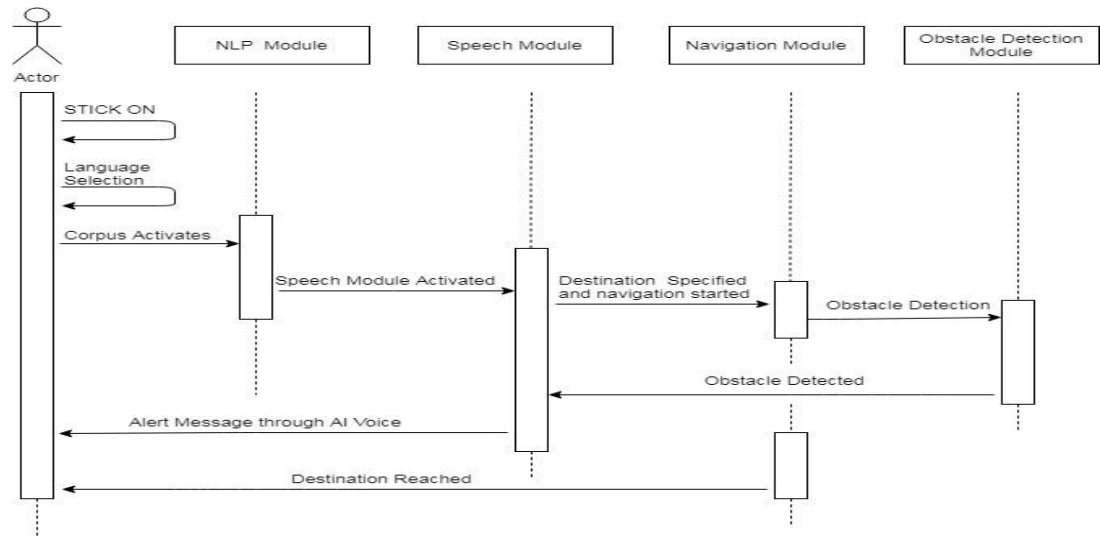 NLP Module
Speech Module
Navigation Module
Obstacle Detection
Module
Actor
STICK ON
Language
Selection
Corpus Activates
Speech Module Activated
Destination Specified
and navigation started
Obstacle Detection
Obstacle Detected
Alert Message through AI Voice
Destination Reached